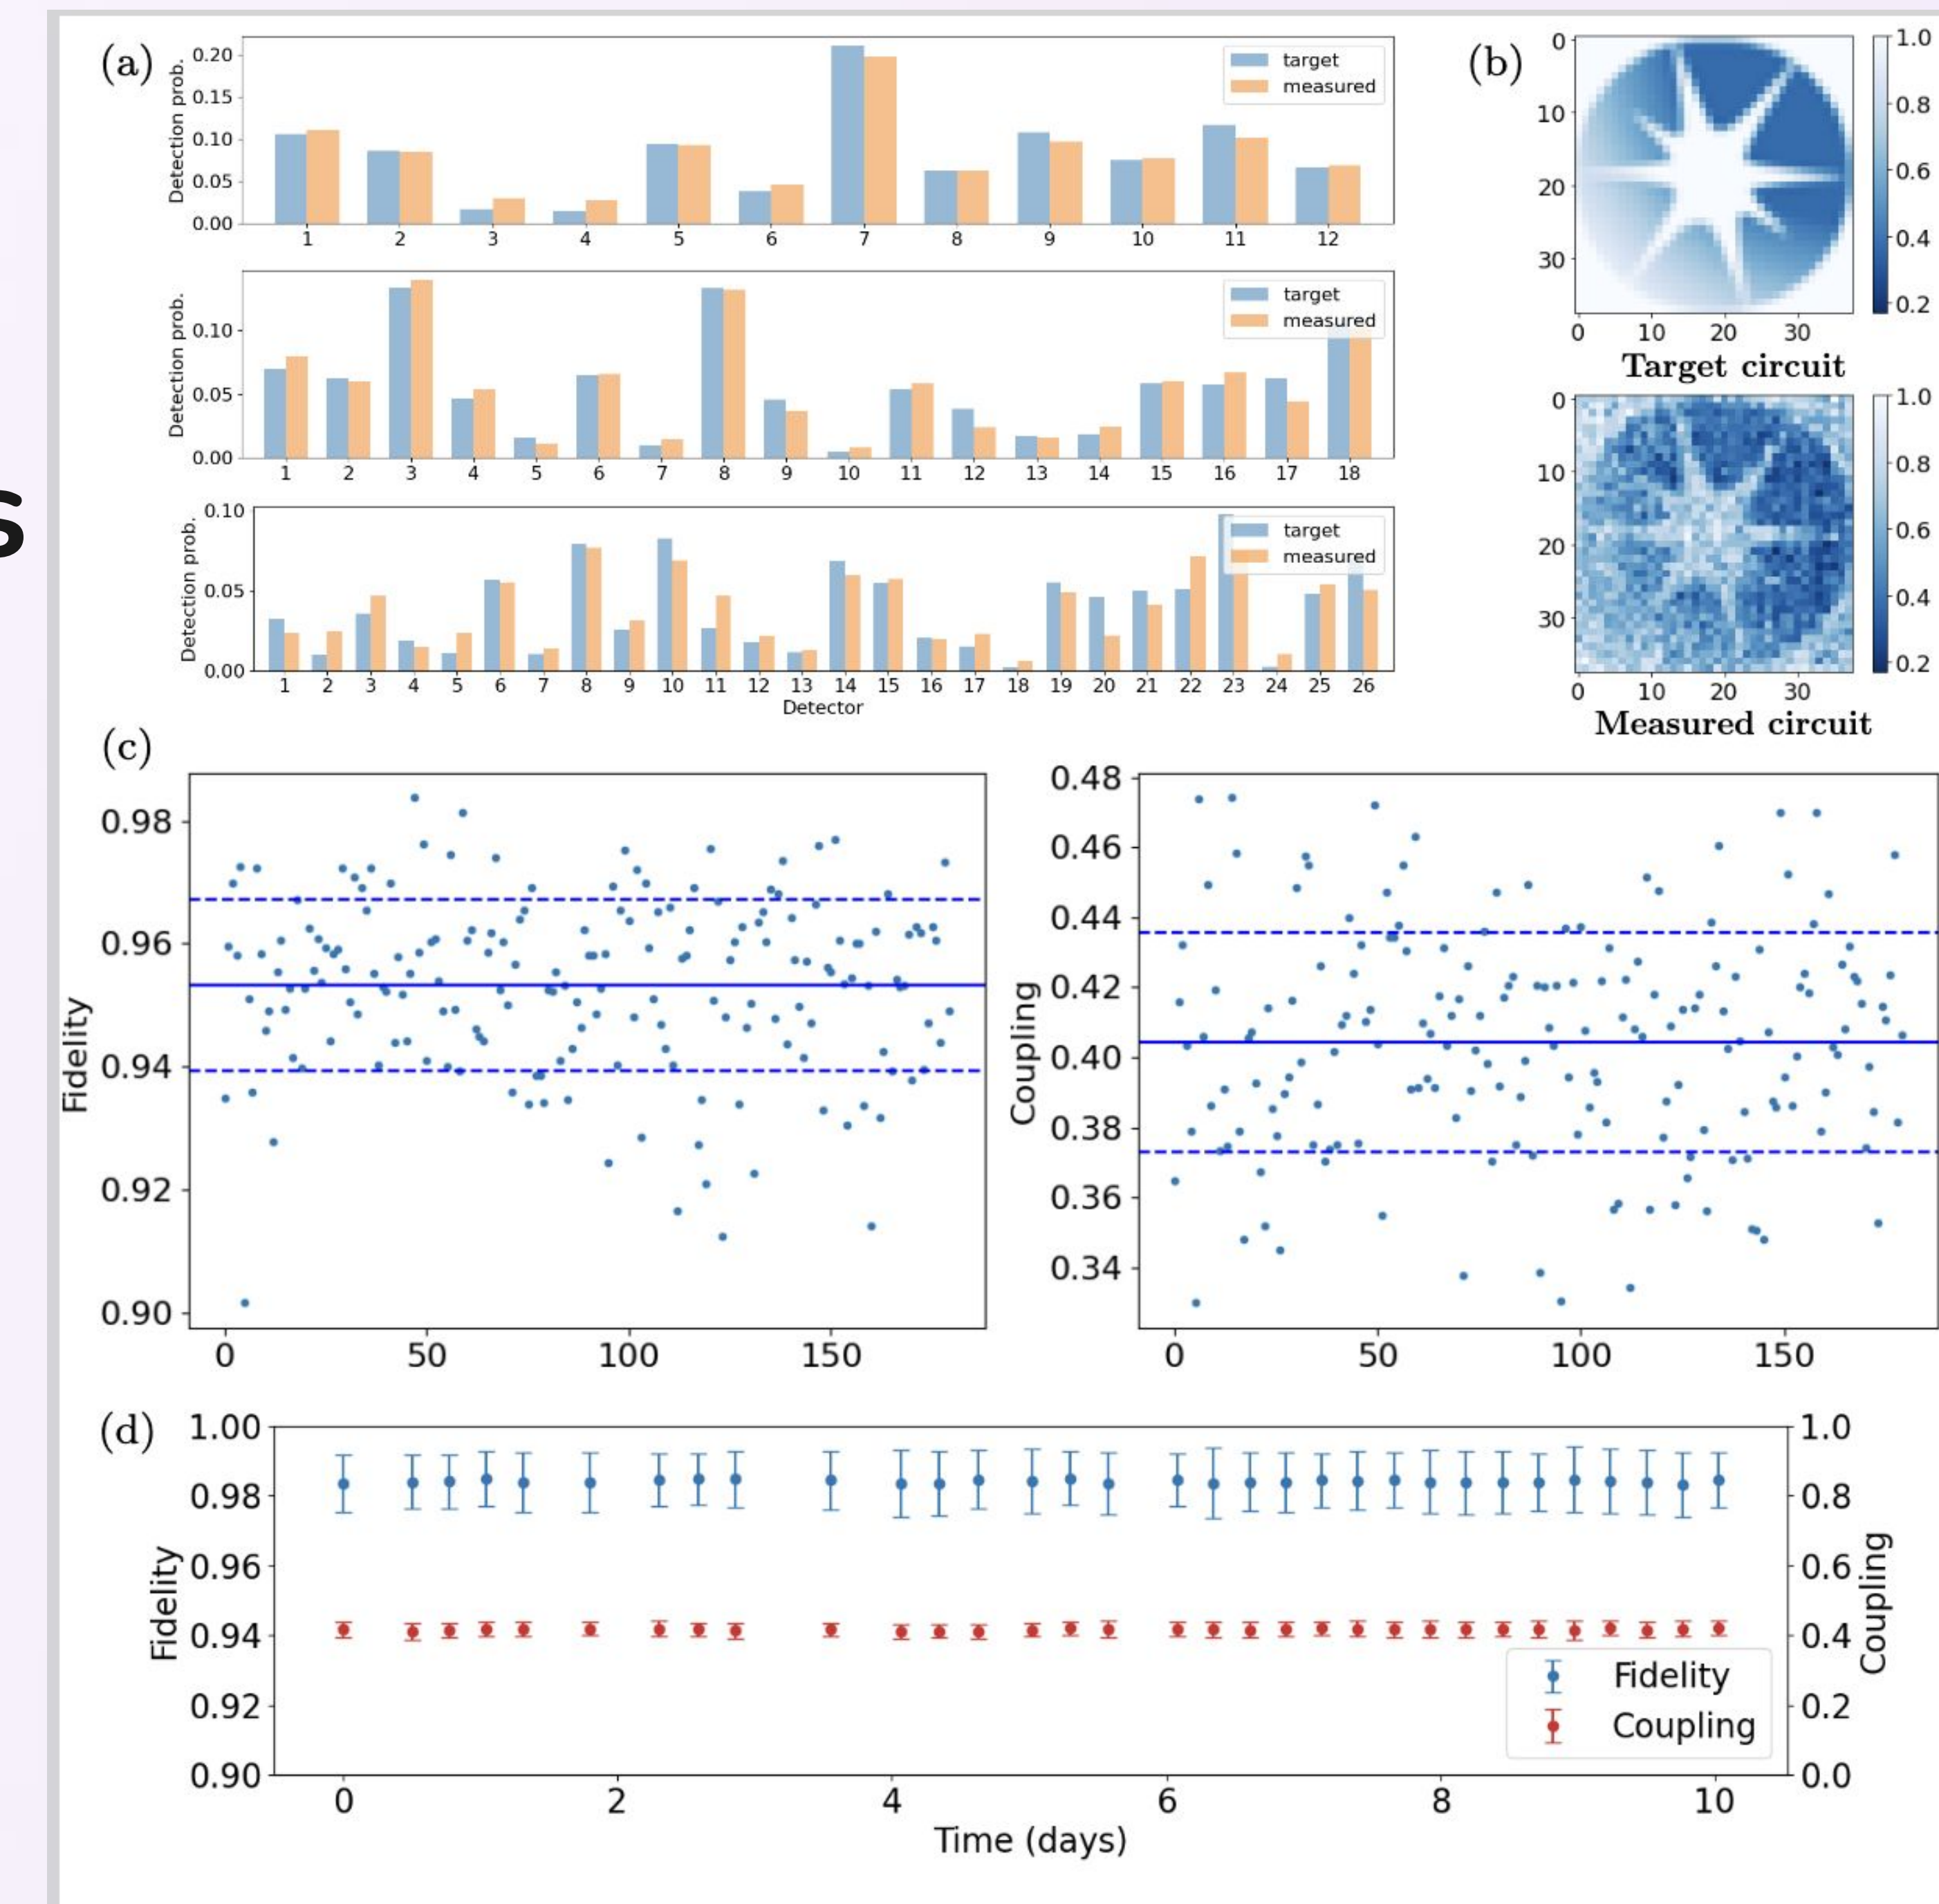 s
(a)
Detection prob.
0.20
0.15
0.10
0.05
0.00
target
measured
1 2 3 4 5 6 7 8 9 10 11 12
Detection prob.
0.10
0.05
0.00
target
measured
1 2 3 4 5 6 7 8 9 10 11 12 13 14 15 16 17 18
Detection prob.
0.10
0.05
0.00
target
measured
1 2 3 4 5 6 7 8 9 10 11 12 13 14 15 16 17 18 19 20 21 22 23 24 25 26
Detector
(b)
0
10
20
30
0 10 20 30
1.0
0.8
0.6
0.4
0.2
Target circuit
0
10
20
30
0 10 20 30
1.0
0.8
0.6
0.4
0.2
Measured circuit
(c)
Fidelity
0.98
0.96
0.94
0.92
0.90
0 50 100 150
Coupling
0.48
0.46
0.44
0.42
0.40
0.38
0.36
0.34
0 50 100 150
(d)
Fidelity
1.00
0.98
0.96
0.94
0.92
0.90
1.0
0.8
0.6
0.4
0.2
0.0
Coupling
Fidelity
Coupling
0 2 4 6 8 10
Time (days)